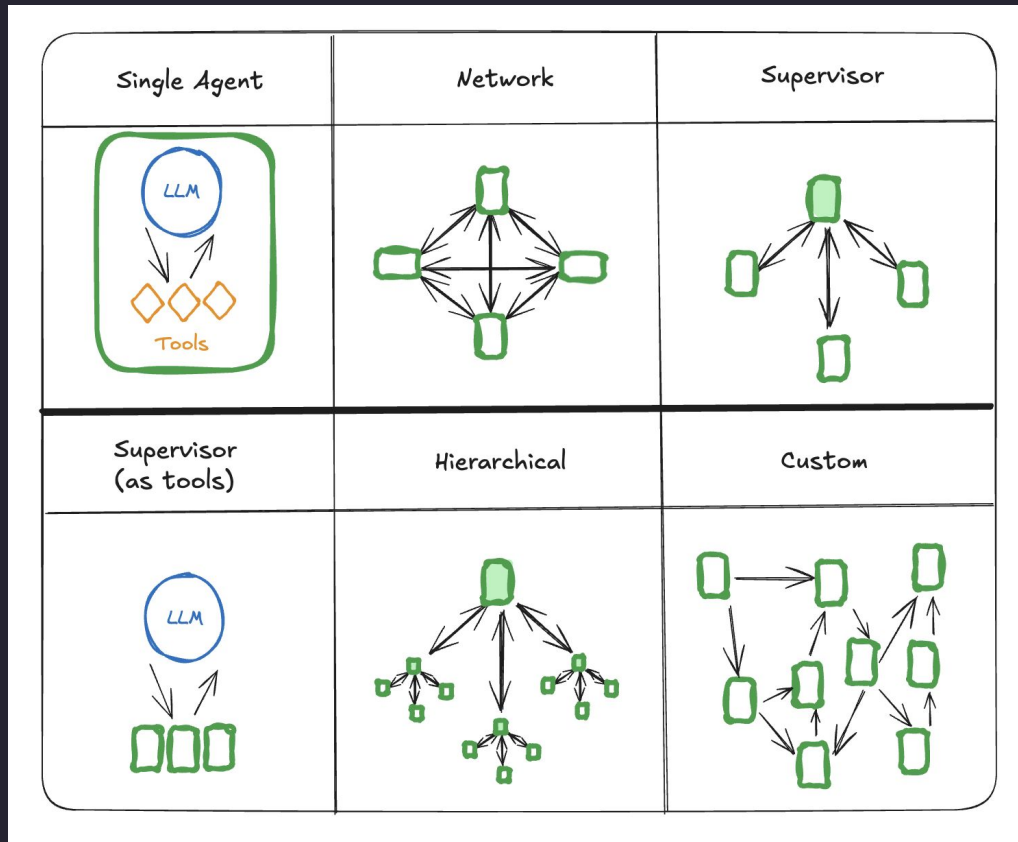 Single Agent
Network
Supervisor
LLM
Tools
Supervisor
(as tools)
Hierarchical
Custom
LLM